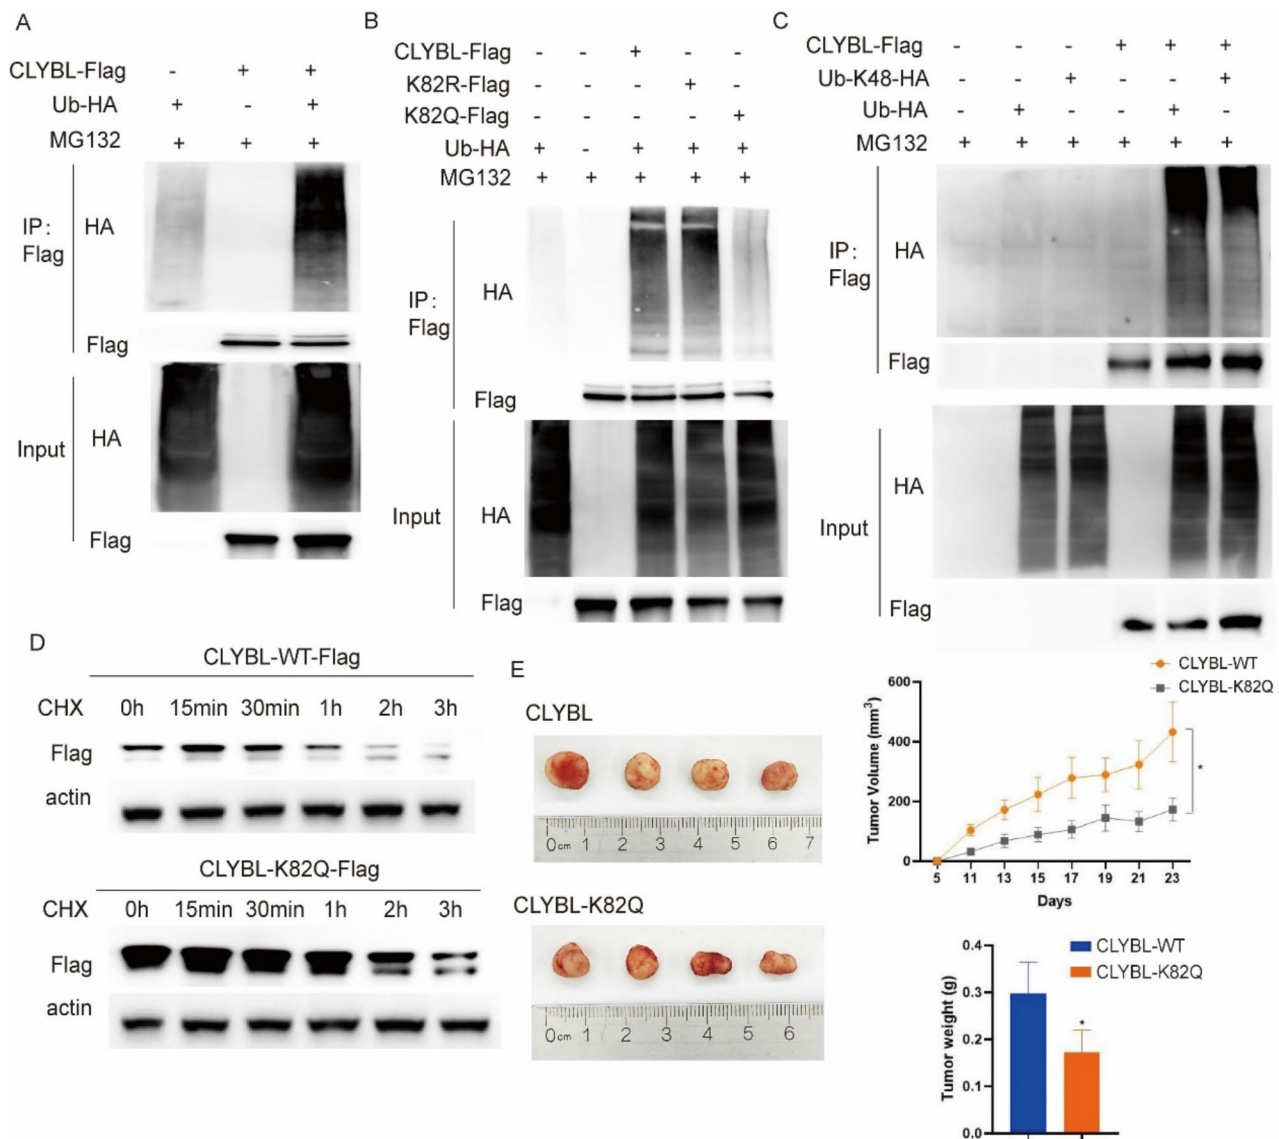 A
CLYBL-Flag - + +
Ub-HA + - +
MG132 + + +
IP:
Flag
HA
Flag
Input
HA
Flag
B
CLYBL-Flag - - + - -
K82R-Flag - - - + -
K82Q-Flag - - - - +
Ub-HA + - + + +
MG132 + + + + +
IP:
Flag
HA
Flag
Input
HA
Flag
C
CLYBL-Flag - - - + + +
Ub-K48-HA - - + - - +
Ub-HA - + - - + -
MG132 + + + + + +
IP:
Flag
HA
Flag
Input
HA
Flag
D
CLYBL-WT-Flag
CHX 0h 15min 30min 1h 2h 3h
Flag
actin
CLYBL-K82Q-Flag
CHX 0h 15min 30min 1h 2h 3h
Flag
actin
E
CLYBL
0cm 1 2 3 4 5 6 7
CLYBL-K82Q
0cm 1 2 3 4 5 6
CLYBL-WT
CLYBL-K82Q
Tumor Volume (mm³)
600
400
200
0
*
5 11 13 15 17 19 21 23
Days
CLYBL-WT
CLYBL-K82Q
Tumor weight (g)
0.4
0.3
0.2
0.1
0.0
*